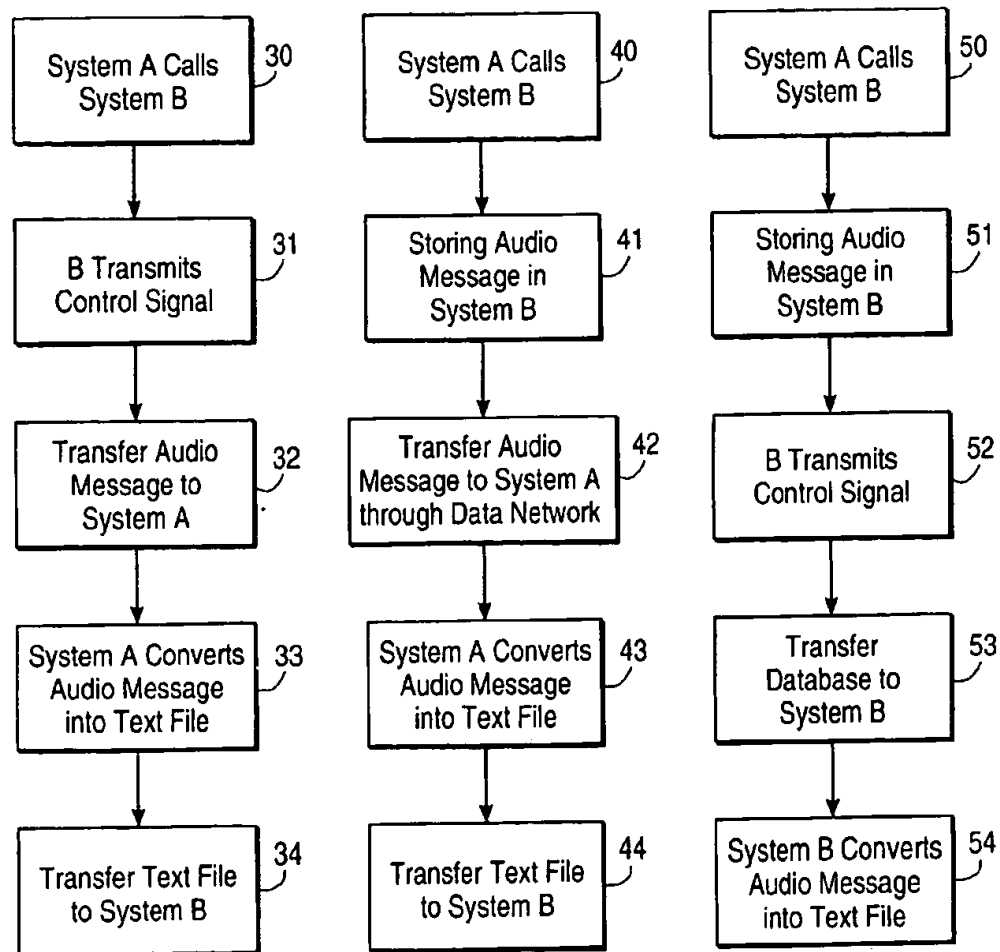 System A Calls
System B
30
B Transmits
Control Signal
31
Transfer Audio
Message to
System A
32
System A Converts
Audio Message
into Text File
33
Transfer Text File
to System B
34
System A Calls
System B
40
Storing Audio
Message in
System B
41
Transfer Audio
Message to System A
through Data Network
42
System A Converts
Audio Message
into Text File
43
Transfer Text File
to System B
44
System A Calls
System B
50
Storing Audio
Message in
System B
51
B Transmits
Control Signal
52
Transfer
Database to
System B
53
System B Converts
Audio Message
into Text File
54